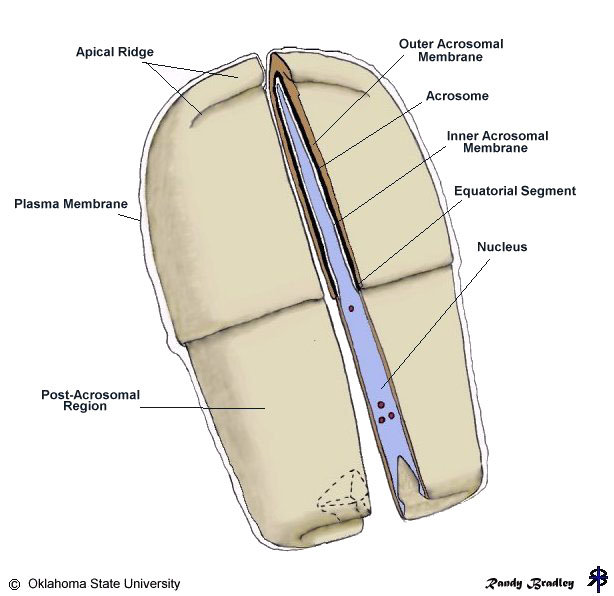 Apical Ridge
Outer Acrosomal
Membrane
Acrosome
Inner Acrosomal
Membrane
Plasma Membrane
Equatorial Segment
Nucleus
Post-Acrosomal
Region
© Oklahoma State University
Randy Bradley